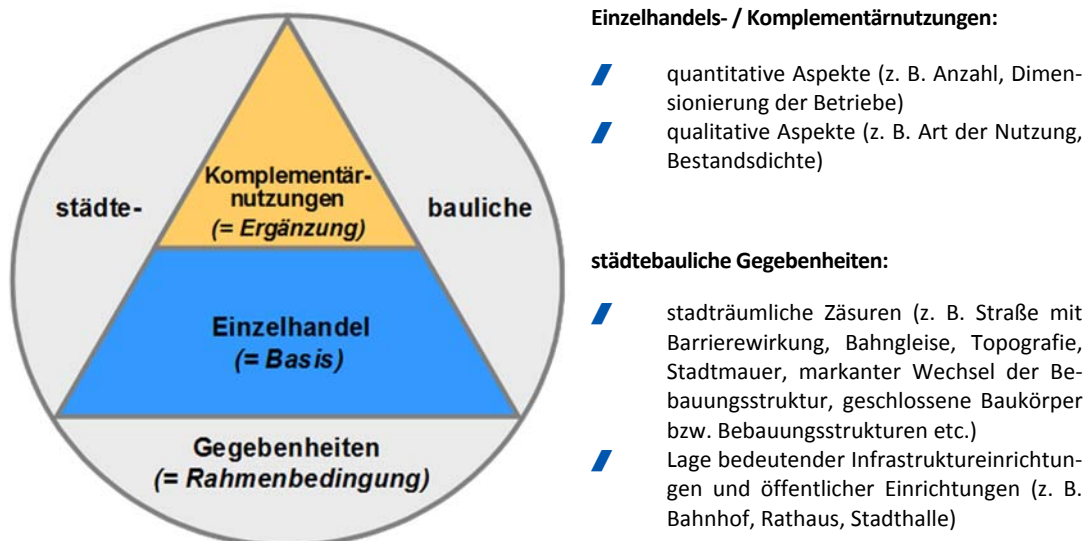 städte-
bauliche
Komplementär-
nutzungen
(= Ergänzung)
Einzelhandel
(= Basis)
Gegebenheiten
(= Rahmenbedingung)
Einzelhandels- / Komplementärnutzungen:
quantitative Aspekte (z. B. Anzahl, Dimen-
sionierung der Betriebe)
qualitative Aspekte (z. B. Art der Nutzung,
Bestandsdichte)
städtebauliche Gegebenheiten:
stadträumliche Zäsuren (z. B. Straße mit
Barrierewirkung, Bahngleise, Topografie,
Stadtmauer, markanter Wechsel der Be-
bauungsstruktur, geschlossene Baukörper
bzw. Bebauungsstrukturen etc.)
Lage bedeutender Infrastruktureinrichtun-
gen und öffentlicher Einrichtungen (z. B.
Bahnhof, Rathaus, Stadthalle)